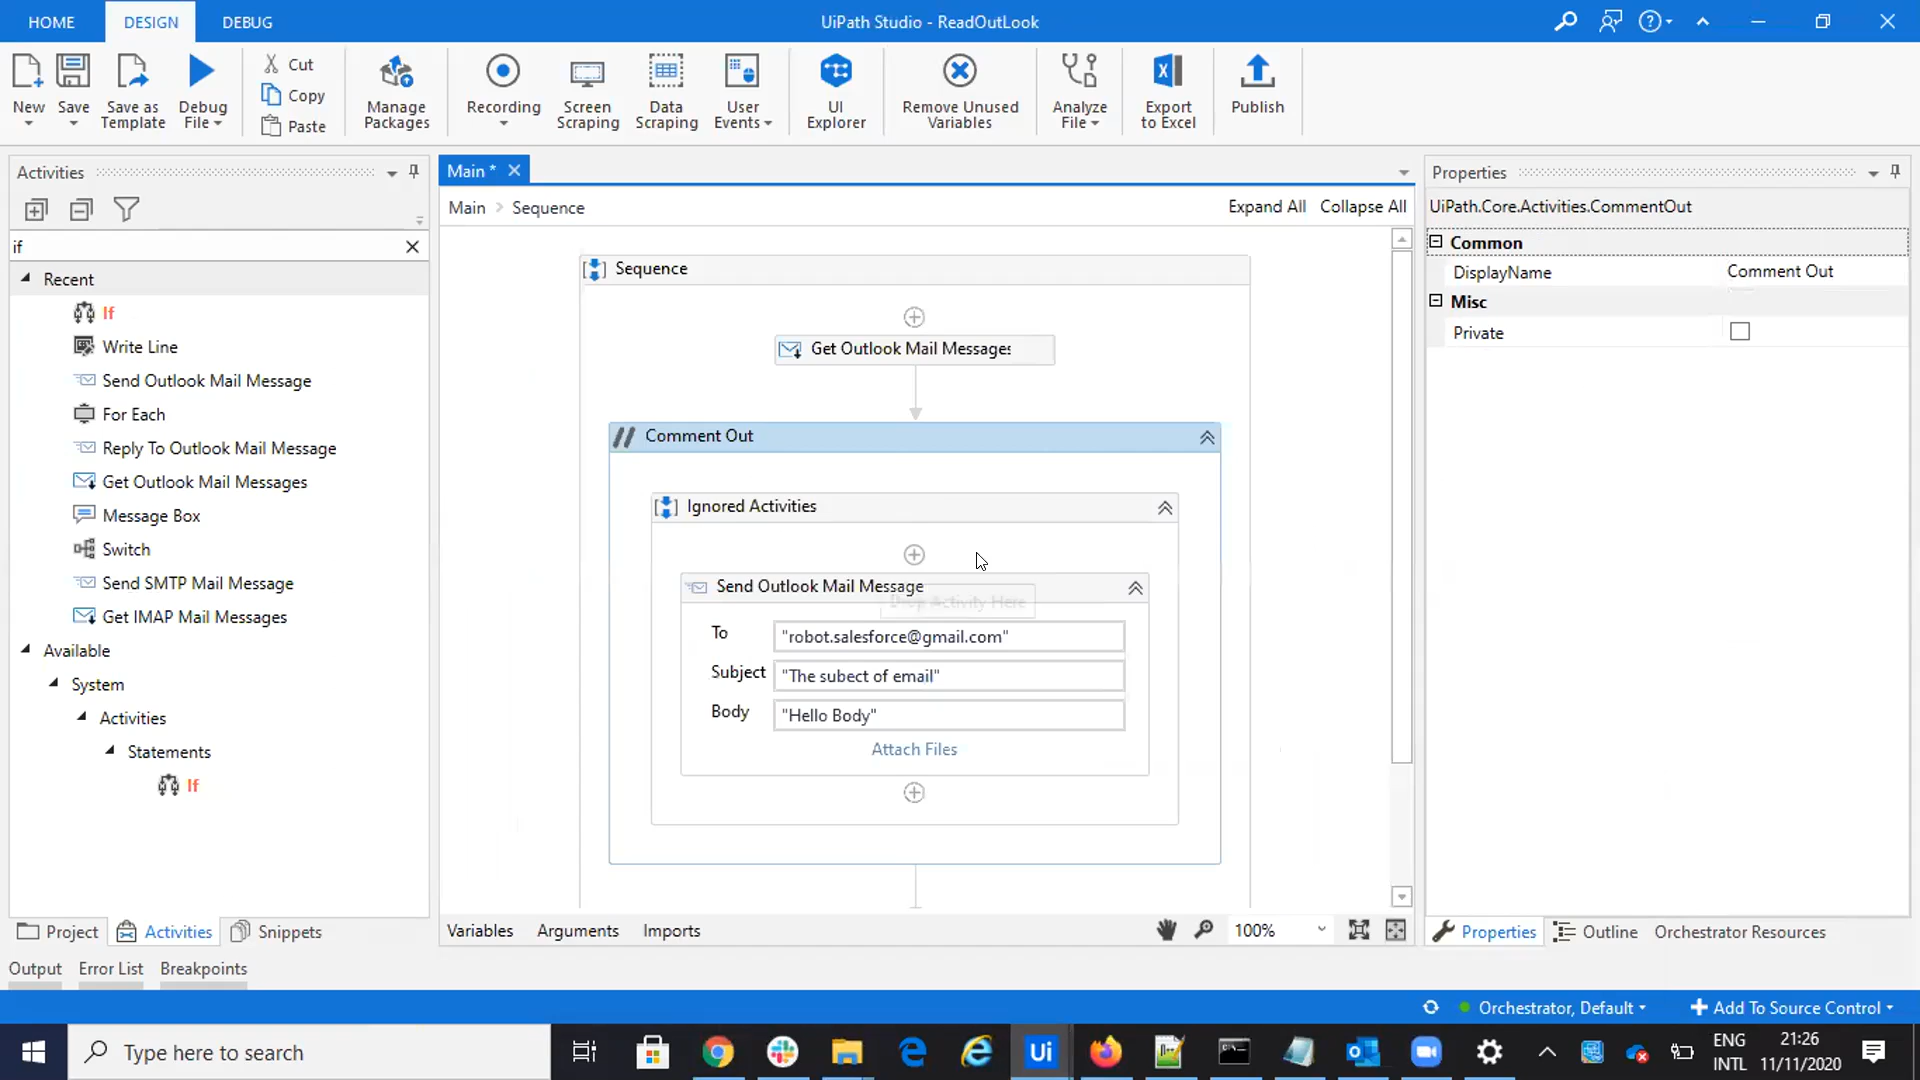 HOME
DESIGN
DEBUG
UiPath Studio - ReadOutLook
New
Save
Save as
Template
Debug
File
Cut
Copy
Paste
Manage
Packages
Recording
Screen
Scraping
Data
Scraping
User
Events
UI
Explorer
Remove Unused
Variables
Analyze
File
Export
to Excel
Publish
Activities
if
Recent
If
Write Line
Send Outlook Mail Message
For Each
Reply To Outlook Mail Message
Get Outlook Mail Messages
Message Box
Switch
Send SMTP Mail Message
Get IMAP Mail Messages
Available
System
Activities
Statements
If
Project
Activities
Snippets
Main *
Main > Sequence
Expand All
Collapse All
Sequence
Get Outlook Mail Messages
// Comment Out
Ignored Activities
Send Outlook Mail Message
Drop Activity Here
To
"robot.salesforce@gmail.com"
Subject
"The subect of email"
Body
"Hello Body"
Attach Files
Variables
Arguments
Imports
100%
Properties
UiPath.Core.Activities.CommentOut
Common
DisplayName
Comment Out
Misc
Private
Properties
Outline
Orchestrator Resources
Output
Error List
Breakpoints
Orchestrator, Default
Add To Source Control
Type here to search
Ui
ENG
INTL
21:26
11/11/2020